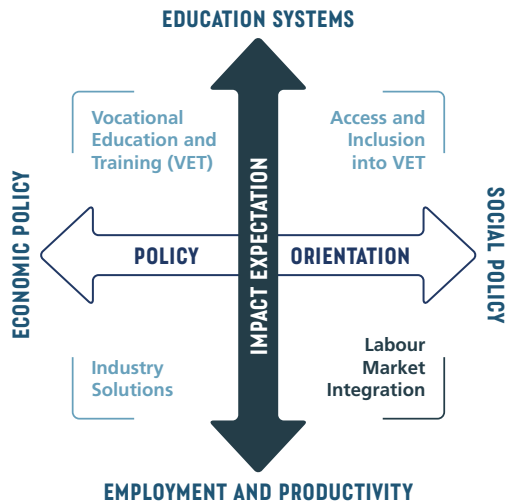 EDUCATION SYSTEMS
Vocational
Education and
Training (VET)
Access and
Inclusion
into VET
ECONOMIC POLICY
POLICY
IMPACT EXPECTATION
ORIENTATION
SOCIAL POLICY
Industry
Solutions
Labour
Market
Integration
EMPLOYMENT AND PRODUCTIVITY